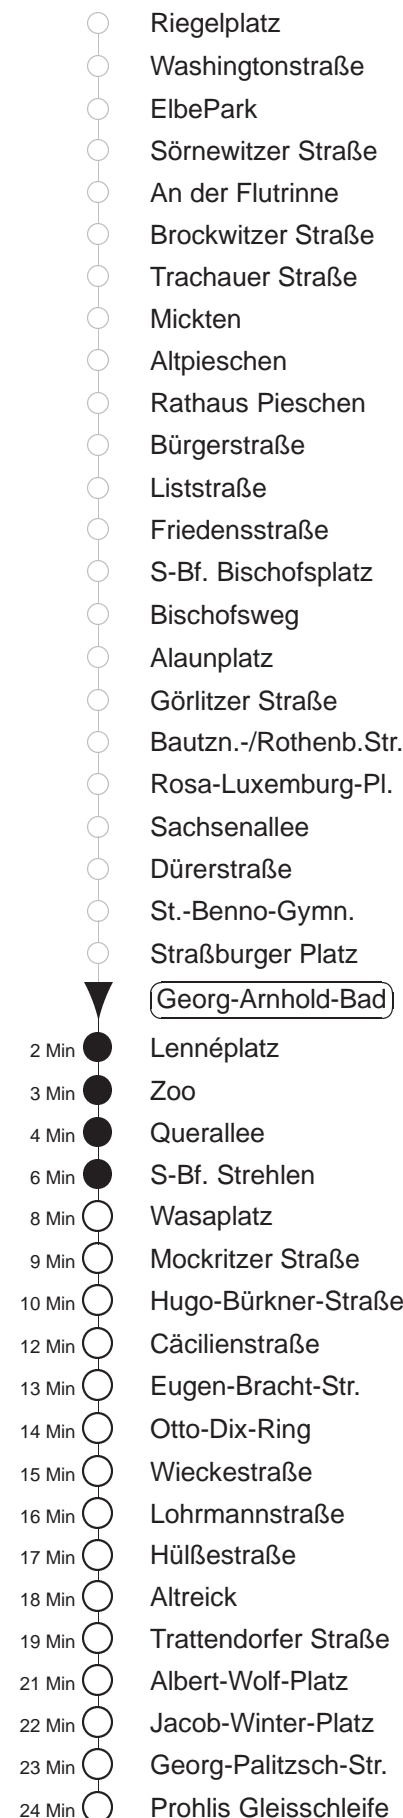 Riegelplatz
Washingtonstraße
ElbePark
Sörnewitzer Straße
An der Flutrinne
Brockwitzer Straße
Trachauer Straße
Mickten
Altpieschen
Rathaus Pieschen
Bürgerstraße
Liststraße
Friedensstraße
S-Bf. Bischofsplatz
Bischofsweg
Alaunplatz
Görlitzer Straße
Bautzn.-/Rothenb.Str.
Rosa-Luxemburg-Pl.
Sachsenallee
Dürerstraße
St.-Benno-Gymn.
Straßburger Platz
Georg-Arnhold-Bad
2 Min Lennéplatz
3 Min Zoo
4 Min Querallee
6 Min S-Bf. Strehlen
8 Min Wasaplatz
9 Min Mockritzer Straße
10 Min Hugo-Bürkner-Straße
12 Min Cäcilienstraße
13 Min Eugen-Bracht-Str.
14 Min Otto-Dix-Ring
15 Min Wieckestraße
16 Min Lohrmannstraße
17 Min Hülßestraße
18 Min Altreick
19 Min Trattendorfer Straße
21 Min Albert-Wolf-Platz
22 Min Jacob-Winter-Platz
23 Min Georg-Palitzsch-Str.
24 Min Prohlis Gleisschleife